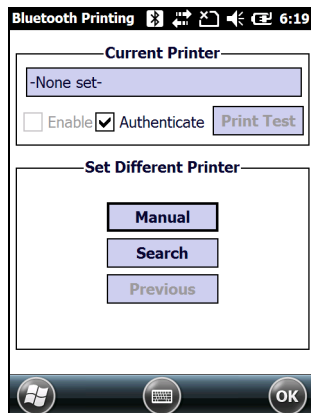 Bluetooth Printing 6:19
Current Printer
-None set-
Enable Authenticate Print Test
Set Different Printer
Manual
Search
Previous
OK